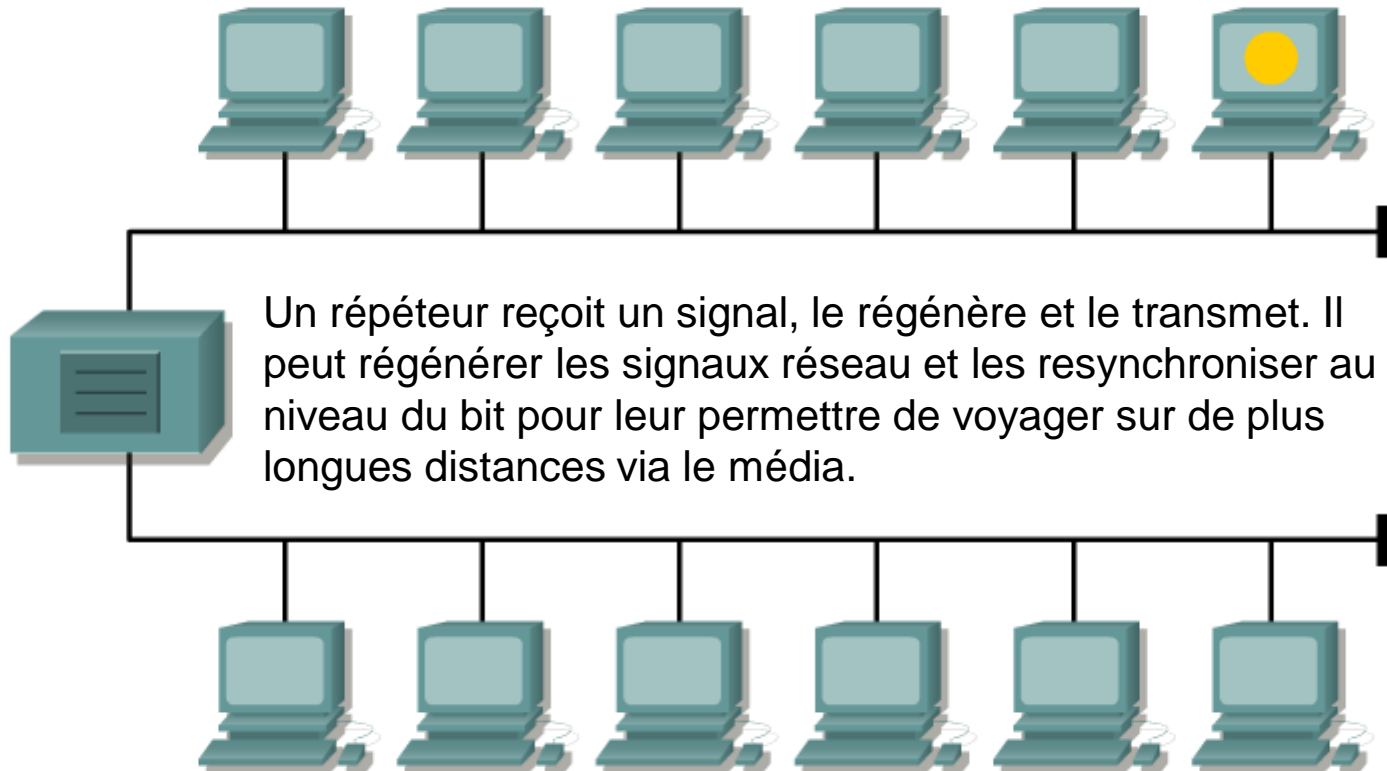 Un répéteur reçoit un signal, le régénère et le transmet. Il
peut régénérer les signaux réseau et les resynchroniser au
niveau du bit pour leur permettre de voyager sur de plus
longues distances via le média.